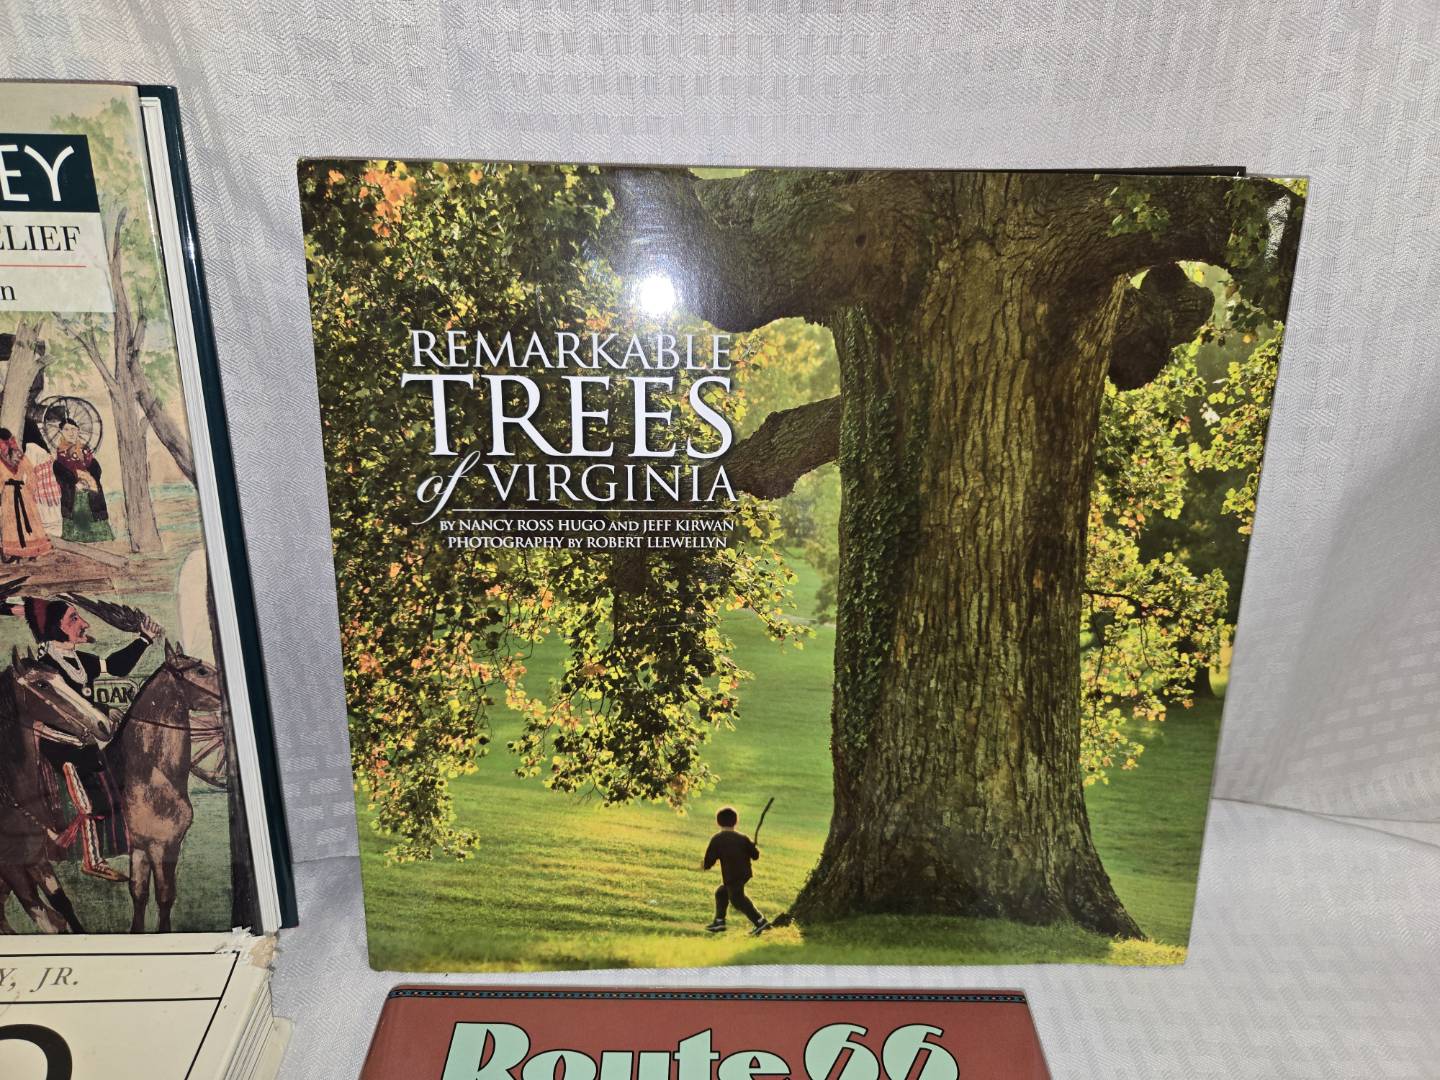 EY
LIEF
n
OAK
REMARKABLE
TREES
of VIRGINIA
BY NANCY ROSS HUGO AND JEFF KIRWAN
PHOTOGRAPHY BY ROBERT LLEWELLYN
Y, JR.
Route 66